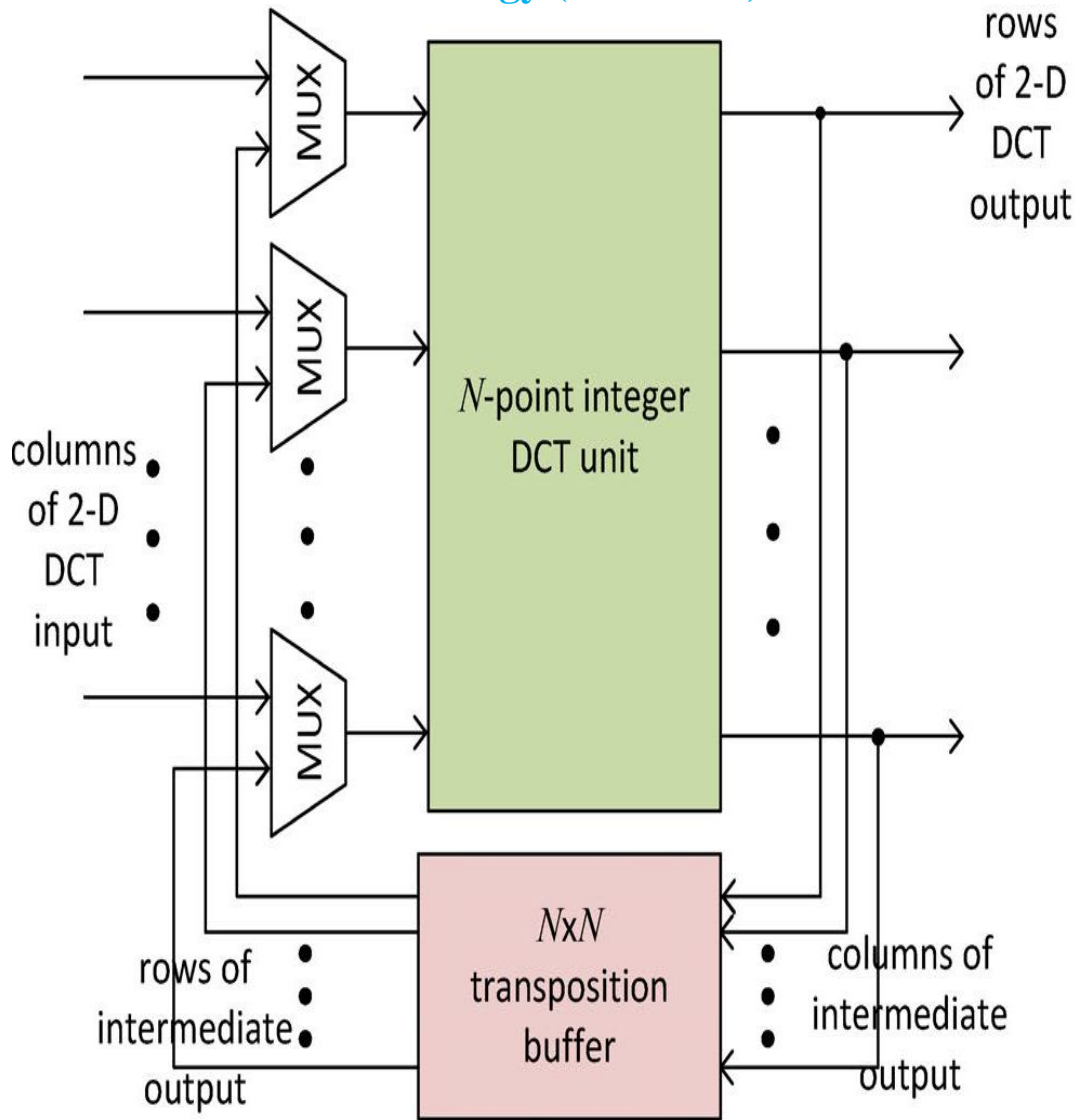 rows
of 2-D
DCT
output
MUX
MUX
N-point integer
DCT unit
columns
of 2-D
DCT
input
MUX
NxN
transposition
buffer
rows of
intermediate
output
columns of
intermediate
output